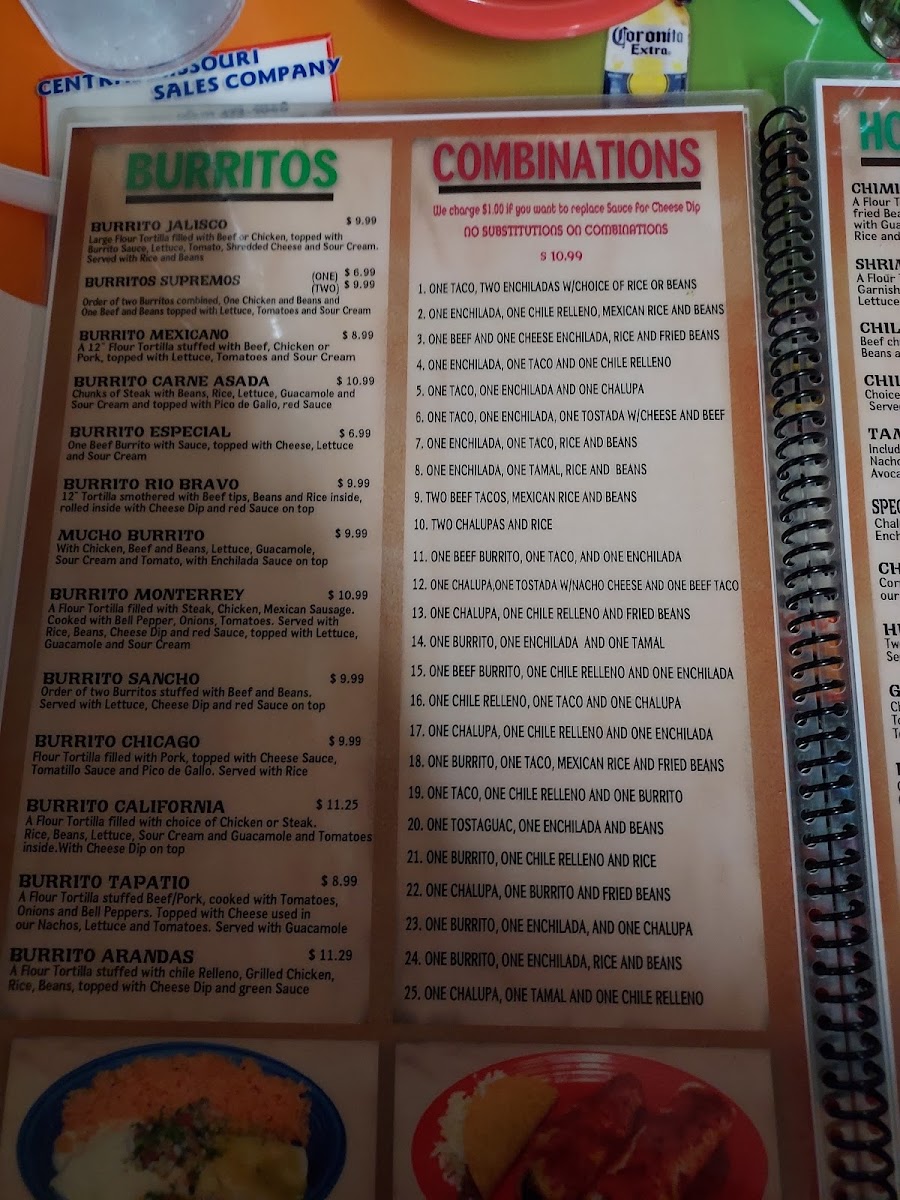 CENTRAL MISSOURI
SALES COMPANY
Coronita
Extra
BURRITOS
BURRITO JALISCO $ 9.99
Large Flour Tortilla filled with Beef or Chicken, topped with
Burrito Sauce, Lettuce, Tomato, Shredded Cheese and Sour Cream.
Served with Rice and Beans
BURRITOS SUPREMOS (ONE) $ 6.99
(TWO) $ 9.99
Order of two Burritos combined, One Chicken and Beans and
One Beef and Beans topped with Lettuce, Tomatoes and Sour Cream
BURRITO MEXICANO $ 8.99
A 12" Flour Tortilla stuffed with Beef, Chicken or
Pork, topped with Lettuce, Tomatoes and Sour Cream
BURRITO CARNE ASADA $ 10.99
Chunks of Steak with Beans, Rice, Lettuce, Guacamole and
Sour Cream and topped with Pico de Gallo, red Sauce
BURRITO ESPECIAL $ 6.99
One Beef Burrito with Sauce, topped with Cheese, Lettuce
and Sour Cream
BURRITO RIO BRAVO $ 9.99
12" Tortilla smothered with Beef tips, Beans and Rice inside,
rolled inside with Cheese Dip and red Sauce on top
MUCHO BURRITO $ 9.99
With Chicken, Beef and Beans, Lettuce, Guacamole,
Sour Cream and Tomato, with Enchilada Sauce on top
BURRITO MONTERREY $ 10.99
A Flour Tortilla filled with Steak, Chicken, Mexican Sausage.
Cooked with Bell Pepper, Onions, Tomatoes. Served with
Rice, Beans, Cheese Dip and red Sauce, topped with Lettuce,
Guacamole and Sour Cream
BURRITO SANCHO $ 9.99
Order of two Burritos stuffed with Beef and Beans.
Served with Lettuce, Cheese Dip and red Sauce on top
BURRITO CHICAGO $ 9.99
Flour Tortilla filled with Pork, topped with Cheese Sauce,
Tomatillo Sauce and Pico de Gallo. Served with Rice
BURRITO CALIFORNIA $ 11.25
A Flour Tortilla filled with choice of Chicken or Steak.
Rice, Beans, Lettuce, Sour Cream and Guacamole and Tomatoes
inside.With Cheese Dip on top
BURRITO TAPATIO $ 8.99
A Flour Tortilla stuffed Beef/Pork, cooked with Tomatoes,
Onions and Bell Peppers. Topped with Cheese used in
our Nachos, Lettuce and Tomatoes. Served with Guacamole
BURRITO ARANDAS $ 11.29
A Flour Tortilla stuffed with chile Relleno, Grilled Chicken,
Rice, Beans, topped with Cheese Dip and green Sauce
COMBINATIONS
We charge $1.00 if you want to replace Sauce for Cheese Dip
NO SUBSTITUTIONS ON COMBINATIONS
$ 10.99
1. ONE TACO, TWO ENCHILADAS W/CHOICE OF RICE OR BEANS
2. ONE ENCHILADA, ONE CHILE RELLENO, MEXICAN RICE AND BEANS
3. ONE BEEF AND ONE CHEESE ENCHILADA, RICE AND FRIED BEANS
4. ONE ENCHILADA, ONE TACO AND ONE CHILE RELLENO
5. ONE TACO, ONE ENCHILADA AND ONE CHALUPA
6. ONE TACO, ONE ENCHILADA, ONE TOSTADA W/CHEESE AND BEEF
7. ONE ENCHILADA, ONE TACO, RICE AND BEANS
8. ONE ENCHILADA, ONE TAMAL, RICE AND BEANS
9. TWO BEEF TACOS, MEXICAN RICE AND BEANS
10. TWO CHALUPAS AND RICE
11. ONE BEEF BURRITO, ONE TACO, AND ONE ENCHILADA
12. ONE CHALUPA,ONE TOSTADA W/NACHO CHEESE AND ONE BEEF TACO
13. ONE CHALUPA, ONE CHILE RELLENO AND FRIED BEANS
14. ONE BURRITO, ONE ENCHILADA AND ONE TAMAL
15. ONE BEEF BURRITO, ONE CHILE RELLENO AND ONE ENCHILADA
16. ONE CHILE RELLENO, ONE TACO AND ONE CHALUPA
17. ONE CHALUPA, ONE CHILE RELLENO AND ONE ENCHILADA
18. ONE BURRITO, ONE TACO, MEXICAN RICE AND FRIED BEANS
19. ONE TACO, ONE CHILE RELLENO AND ONE BURRITO
20. ONE TOSTAGUAC, ONE ENCHILADA AND BEANS
21. ONE BURRITO, ONE CHILE RELLENO AND RICE
22. ONE CHALUPA, ONE BURRITO AND FRIED BEANS
23. ONE BURRITO, ONE ENCHILADA, AND ONE CHALUPA
24. ONE BURRITO, ONE ENCHILADA, RICE AND BEANS
25. ONE CHALUPA, ONE TAMAL AND ONE CHILE RELLENO
A Flour
with
Rice and
A Flour
Lettuce
Beef
Beans
Choice